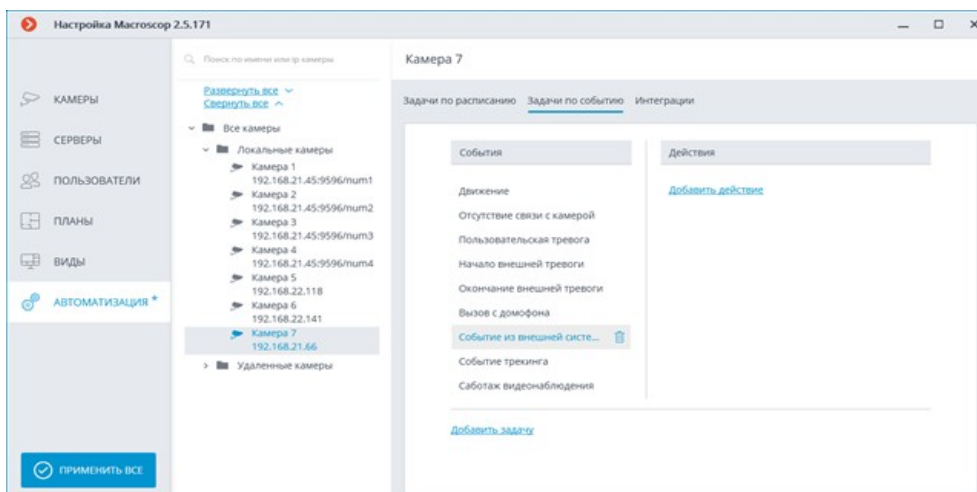 Настройка Macroscop 2.5.171
КАМЕРЫ
СЕРВЕРЫ
ПОЛЬЗОВАТЕЛИ
ПЛАНЫ
ВИДЫ
АВТОМАТИЗАЦИЯ *
ПРИМЕНИТЬ ВСЕ
Поиск по имени или ip камеры
Развернуть все
Свернуть все
Все камеры
Локальные камеры
Камера 1
192.168.21.45:9596/num1
Камера 2
192.168.21.45:9596/num2
Камера 3
192.168.21.45:9596/num3
Камера 4
192.168.21.45:9596/num4
Камера 5
192.168.22.118
Камера 6
192.168.22.141
Камера 7
192.168.21.66
Удаленные камеры
Камера 7
Задачи по расписанию Задачи по событию Интеграции
События
Движение
Отсутствие связи с камерой
Пользовательская тревога
Начало внешней тревоги
Окончание внешней тревоги
Вызов с домофона
Событие из внешней систе...
Событие трекинга
Саботаж видеонаблюдения
Добавить задачу
Действия
Добавить действие